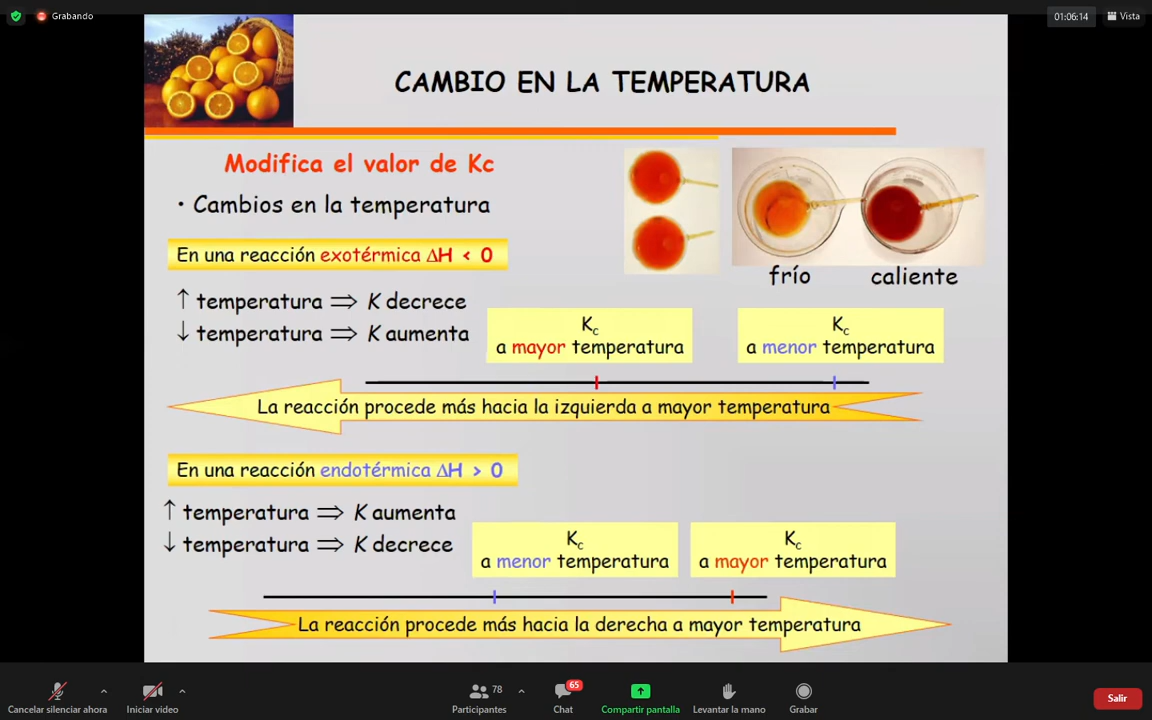 Grabando
01:06:14
Vista
CAMBIO EN LA TEMPERATURA
Modifica el valor de Kc
• Cambios en la temperatura
En una reacción exotérmica ΔH < 0
frío
caliente
↑ temperatura ⇒ K decrece
↓ temperatura ⇒ K aumenta
Kc
a mayor temperatura
Kc
a menor temperatura
La reacción procede más hacia la izquierda a mayor temperatura
En una reacción endotérmica ΔH > 0
↑ temperatura ⇒ K aumenta
↓ temperatura ⇒ K decrece
Kc
a menor temperatura
Kc
a mayor temperatura
La reacción procede más hacia la derecha a mayor temperatura
Cancelar silenciar ahora
Iniciar video
78
Participantes
65
Chat
Compartir pantalla
Levantar la mano
Grabar
Salir